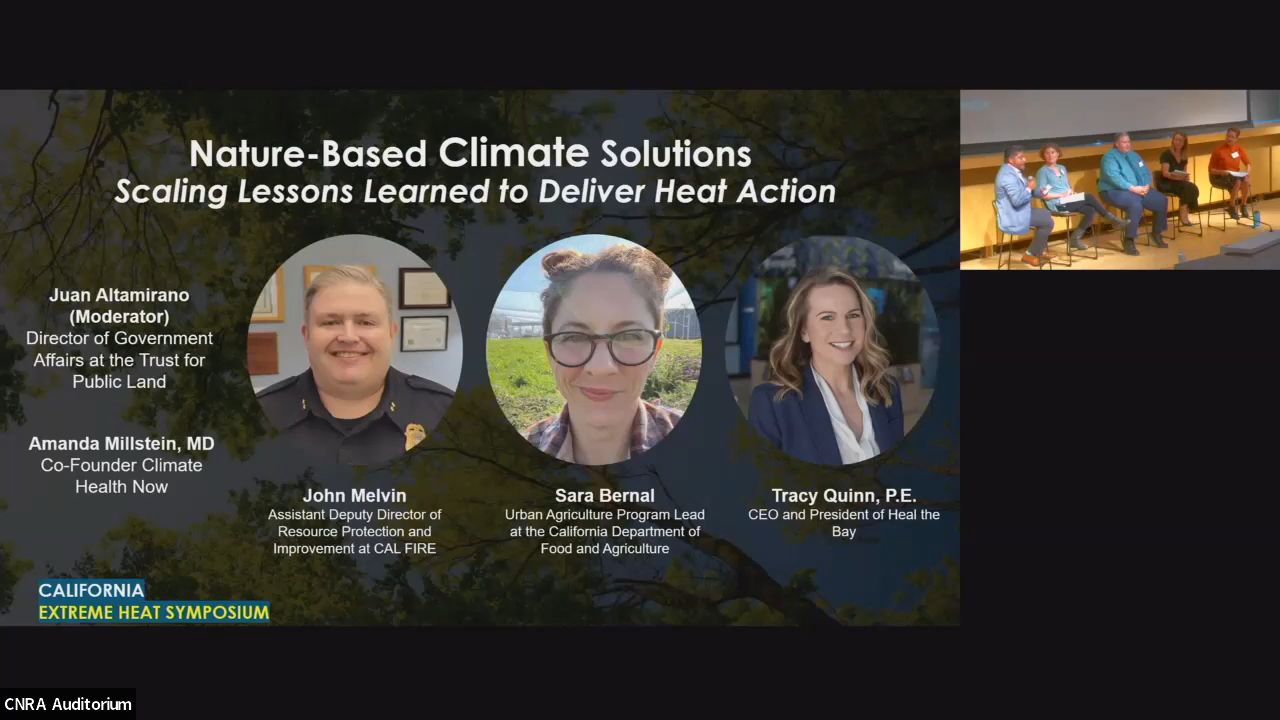 Nature-Based Climate Solutions
Scaling Lessons Learned to Deliver Heat Action
Juan Altamirano
(Moderator)
Director of Government
Affairs at the Trust for
Public Land
Amanda Millstein, MD
Co-Founder Climate
Health Now
John Melvin
Assistant Deputy Director of
Resource Protection and
Improvement at CAL FIRE
Sara Bernal
Urban Agriculture Program Lead
at the California Department of
Food and Agriculture
Tracy Quinn, P.E.
CEO and President of Heal the
Bay
CALIFORNIA
EXTREME HEAT SYMPOSIUM
CNRA Auditorium